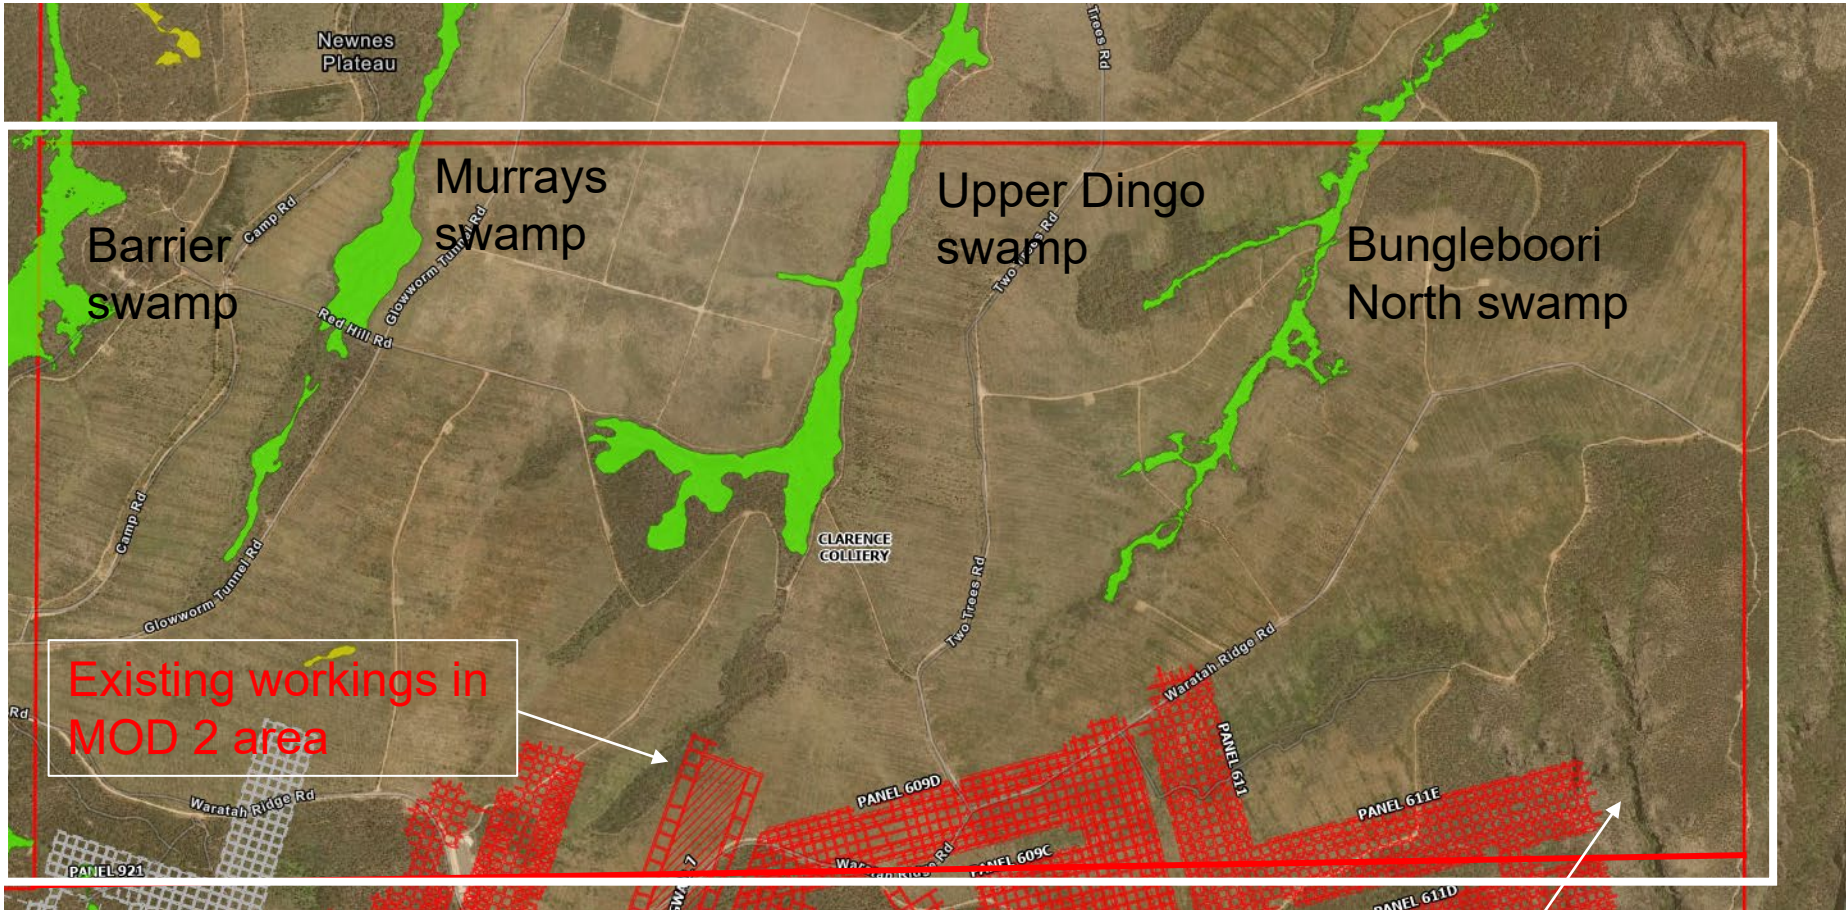 Newnes
Plateau
Trees Rd
Murrays
swamp
Upper Dingo
swamp
Barrier
swamp
Bungleboori
North swamp
Camp Rd
Glowworm Tunnel Rd
Two Trees Rd
Red Hill Rd
Camp Rd
CLARENCE
COLLIERY
Glowworm Tunnel Rd
Two Trees Rd
Waratah Ridge Rd
Existing workings in
MOD 2 area
Rd
PANEL 611
Waratah Ridge Rd
PANEL 609D
PANEL 611E
PANEL 921
PANEL 609C
PANEL 611D